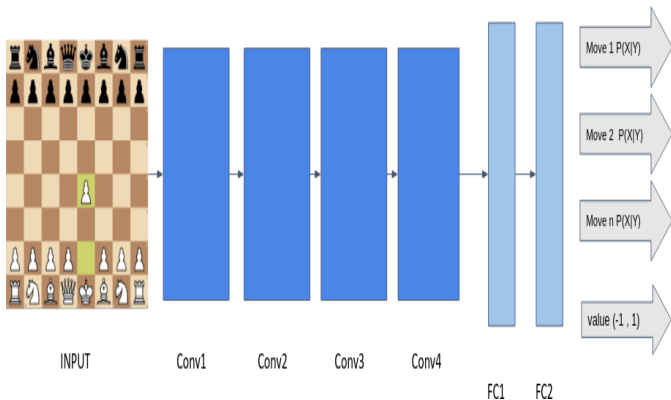 Move 1 P(X|Y)
Move 2 P(X|Y)
Move n P(X|Y)
value (-1 , 1)
INPUT
Conv1
Conv2
Conv3
Conv4
FC1
FC2